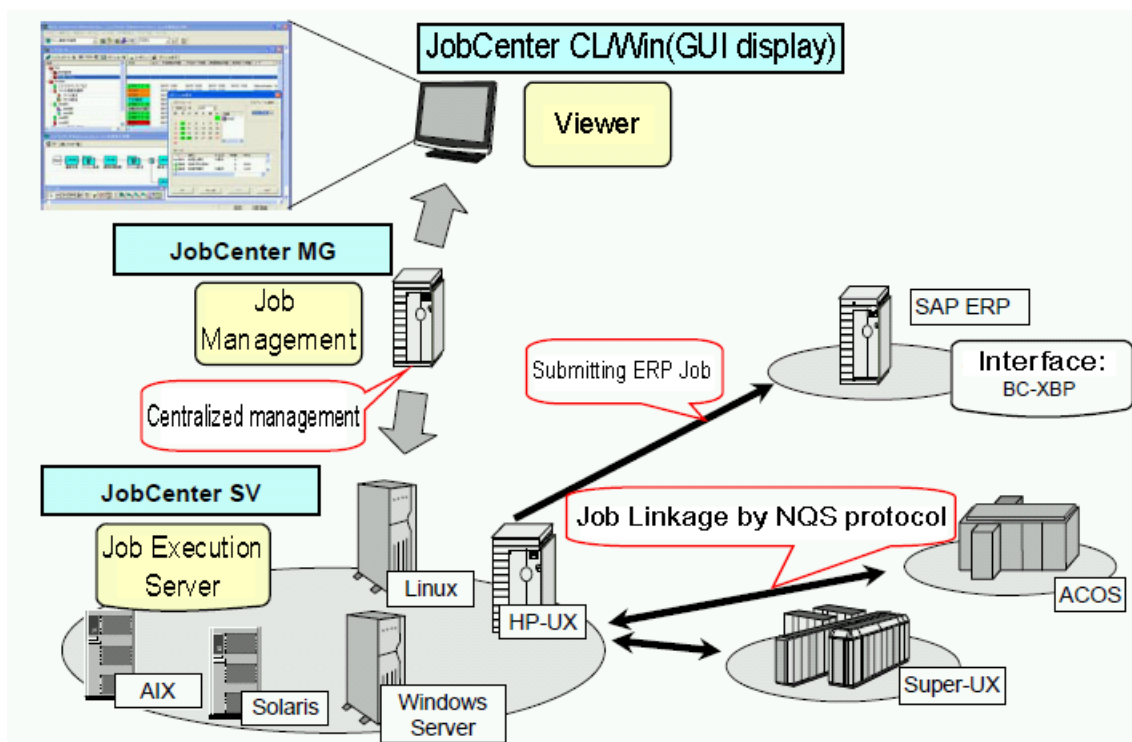 JobCenter CL/Win(GUI display)
Viewer
JobCenter MG
Job
Management
Centralized management
SAP ERP
Interface:
BC-XBP
Submitting ERP Job
JobCenter SV
Job Execution
Server
Job Linkage by NQS protocol
Linux
HP-UX
ACOS
AIX
Solaris
Windows
Server
Super-UX